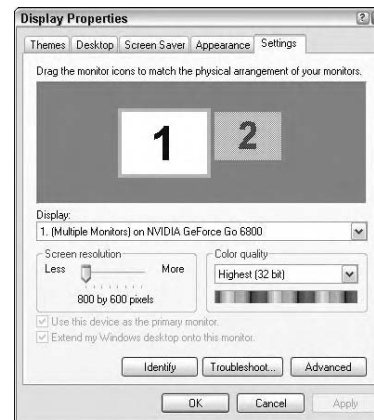 Display Properties
Themes Desktop Screen Saver Appearance Settings
Drag the monitor icons to match the physical arrangement of your monitors.
1 2
Display:
1. (Multiple Monitors) on NVIDIA GeForce Go 6800
Screen resolution Color quality
Less More Highest (32 bit)
800 by 600 pixels
Use this device as the primary monitor.
Extend my Windows desktop onto this monitor.
Identify Troubleshoot... Advanced
OK Cancel Apply